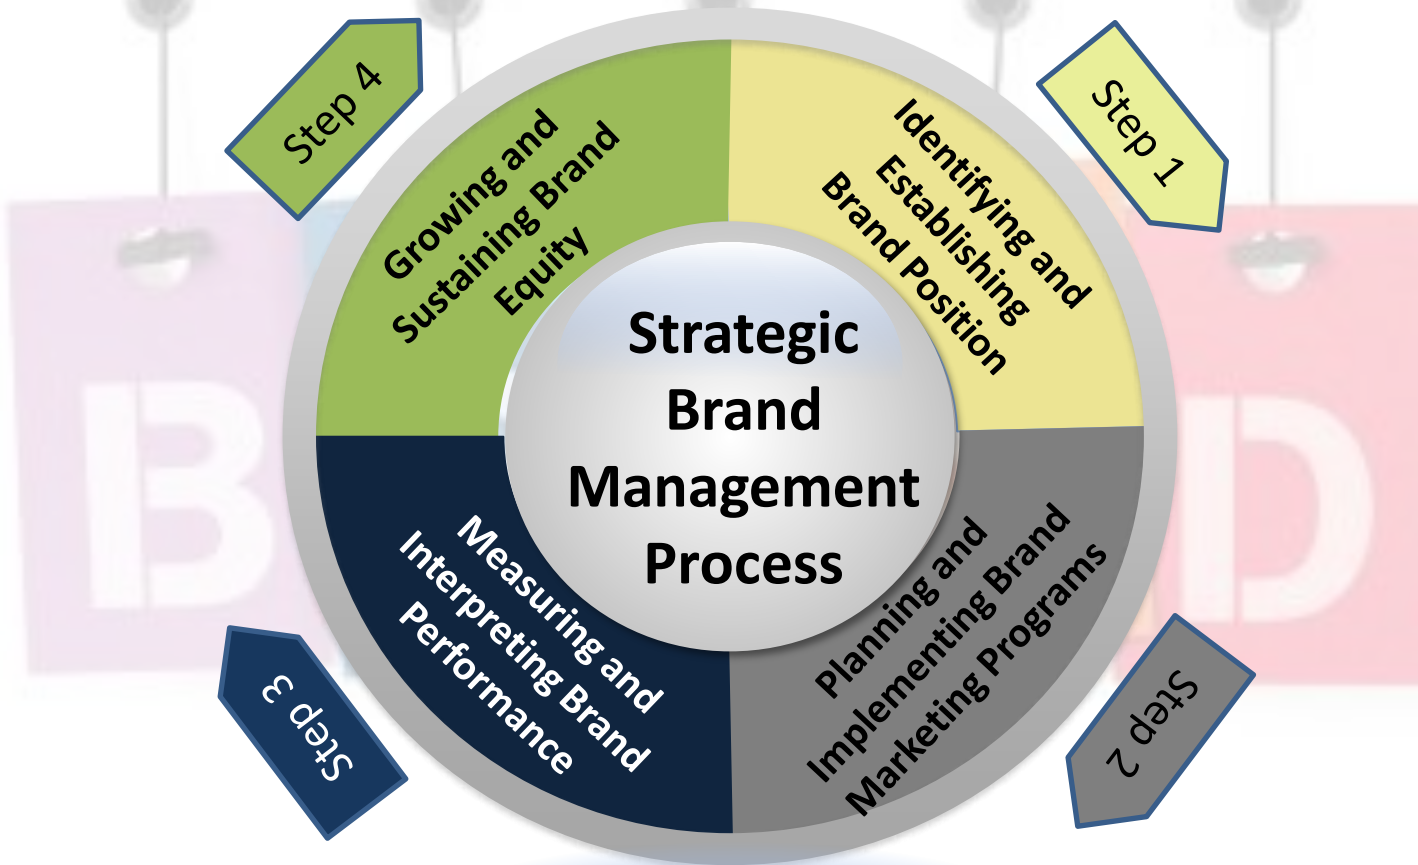 Strategic
Brand
Management
Process
Step 1
Identifying and
Establishing
Brand Position
Step 2
Planning and
Implementing Brand
Marketing Programs
Step 3
Measuring and
Interpreting Brand
Performance
Step 4
Growing and
Sustaining Brand
Equity
B
D